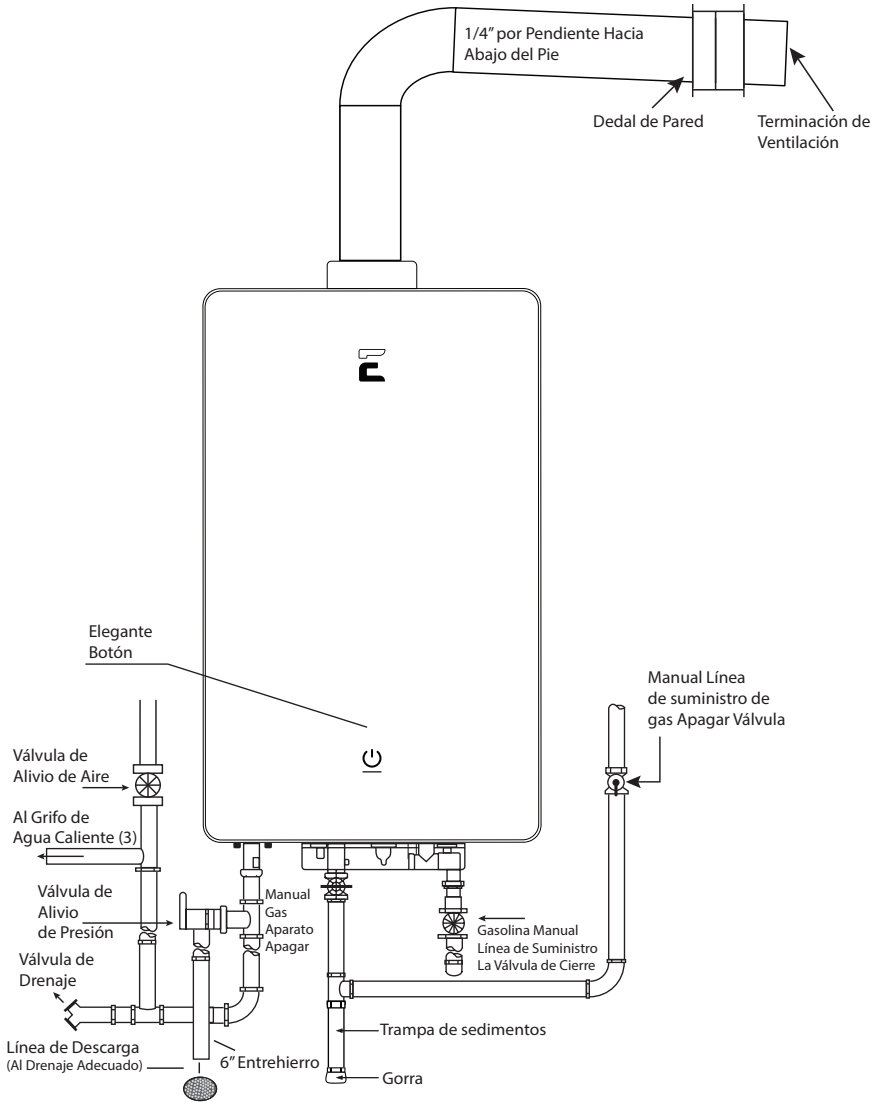 1/4” por Pendiente Hacia
Abajo del Pie
Dedal de Pared
Terminación de
Ventilación
Elegante
Botón
Manual Línea
de suministro de
gas Apagar Válvula
Válvula de
Alivio de Aire
Al Grifo de
Agua Caliente (3)
Válvula de
Alivio
de Presión
Manual
Gas
Aparato
Apagar
Gasolina Manual
Línea de Suministro
La Válvula de Cierre
Válvula de
Drenaje
Línea de Descarga
(Al Drenaje Adecuado)
6” Entrehierro
Trampa de sedimentos
Gorra